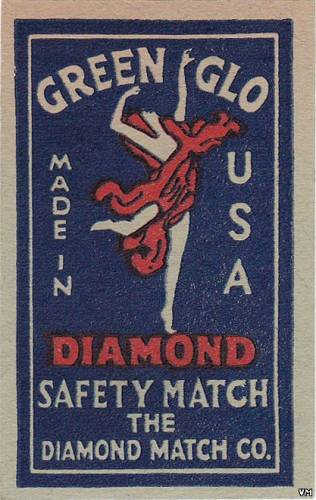 GREEN GLO
MADE IN
USA
DIAMOND
SAFETY MATCH
THE
DIAMOND MATCH CO.
VM